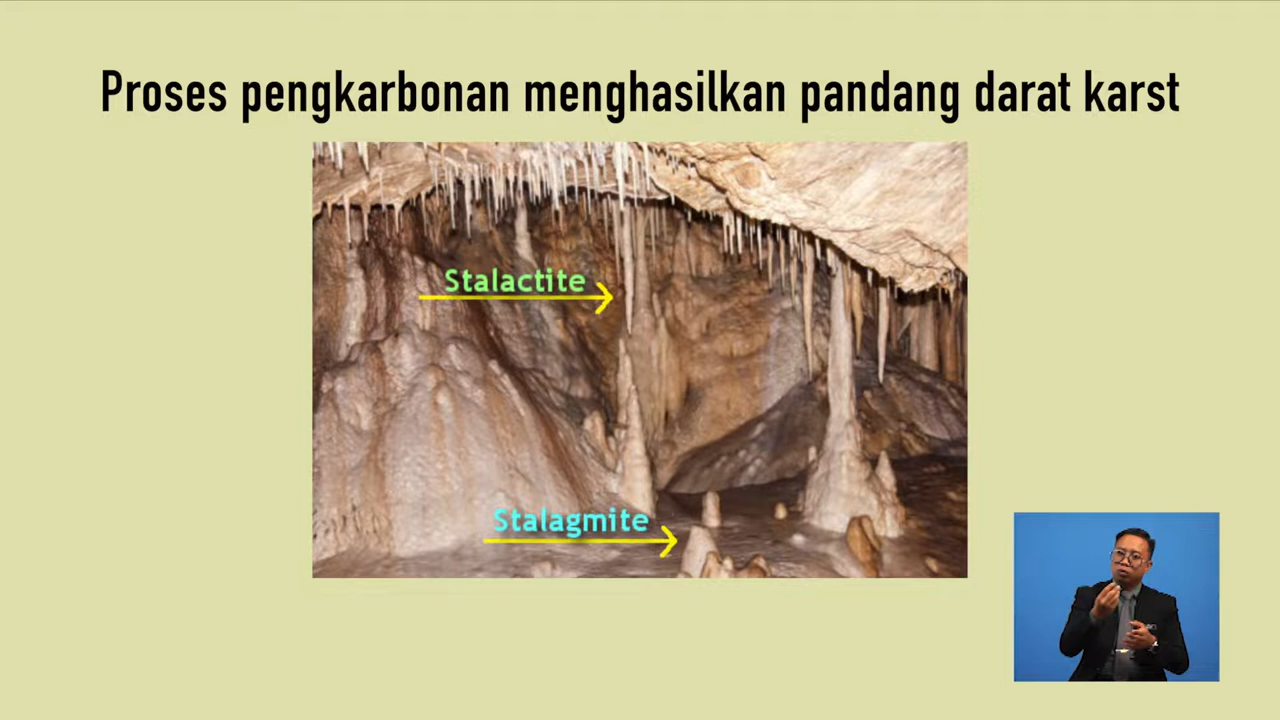 Proses pengkarbonan menghasilkan pandang darat karst
Stalactite
Stalagmite